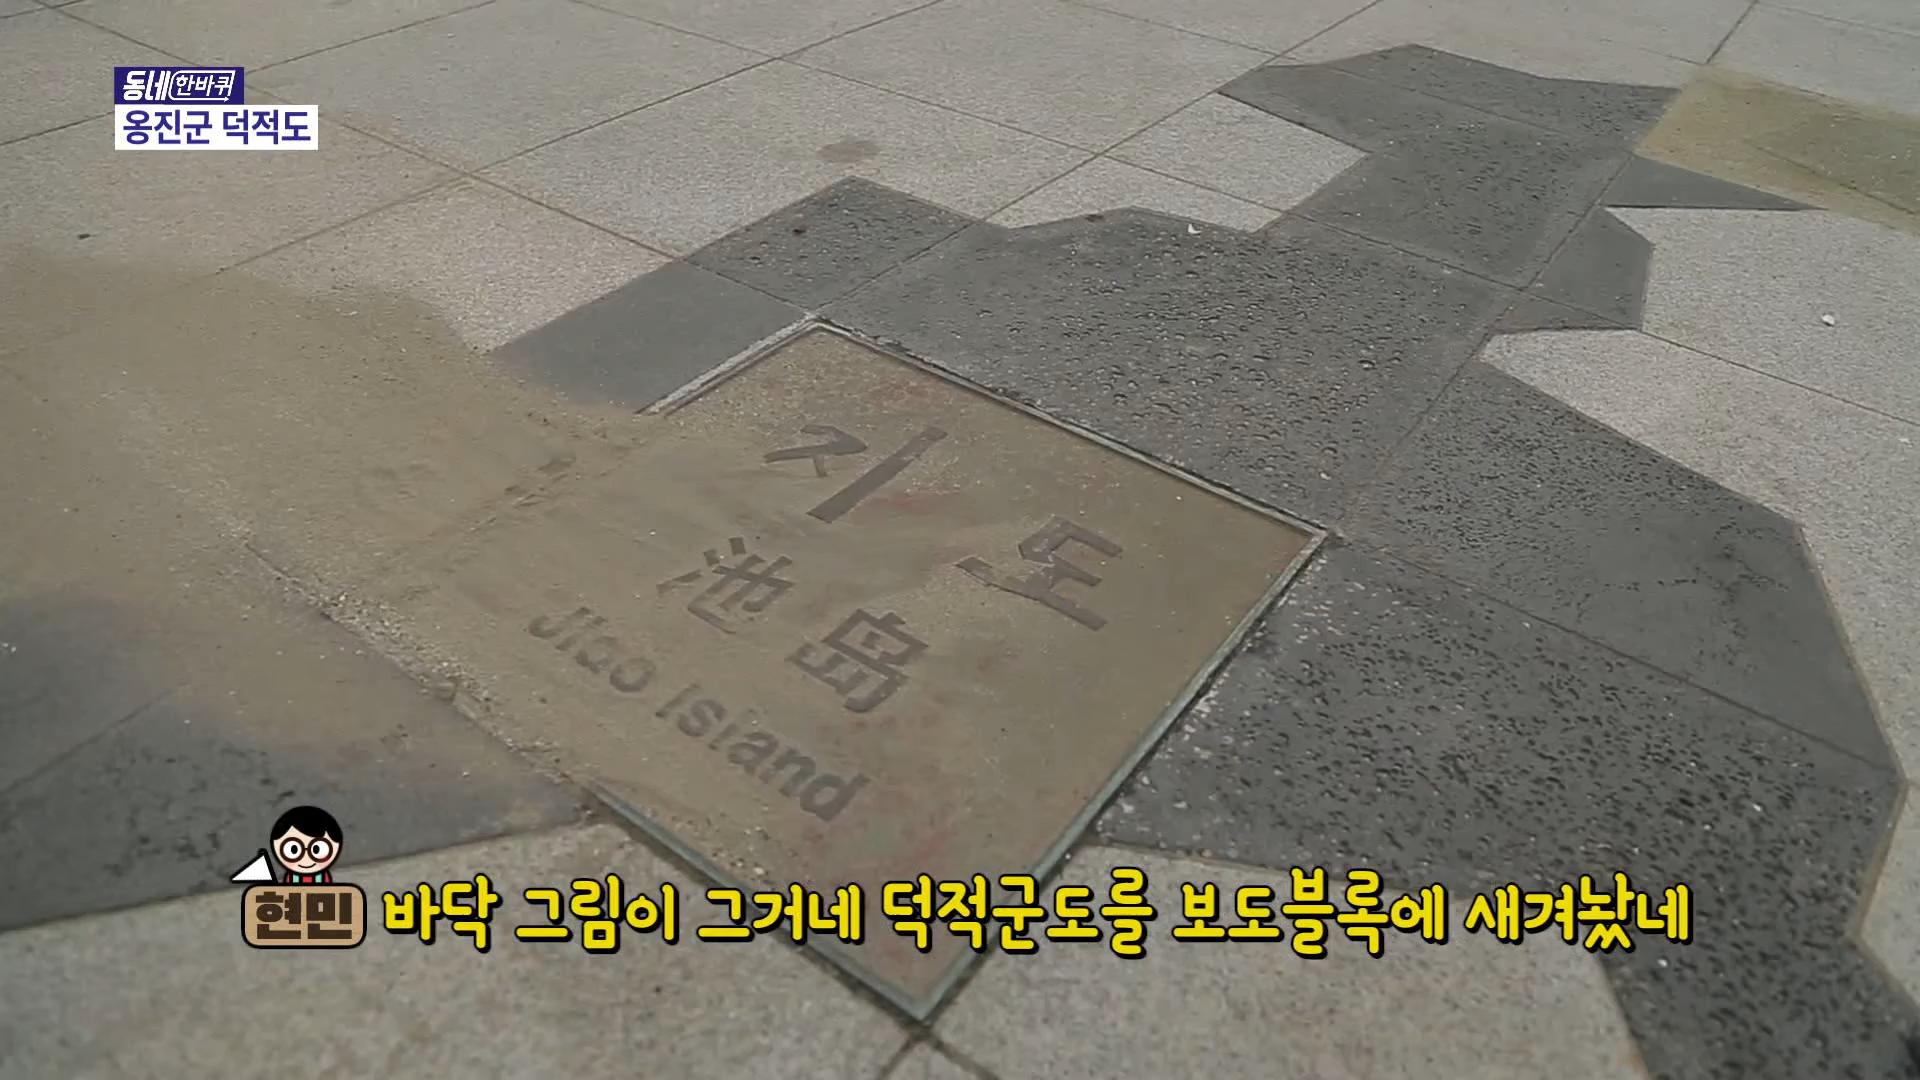 동네한바퀴
옹진군 덕적도
지도
池岛
Jido Island
현민 바닥 그림이 그거네 덕적군도를 보도블록에 새겨놨네